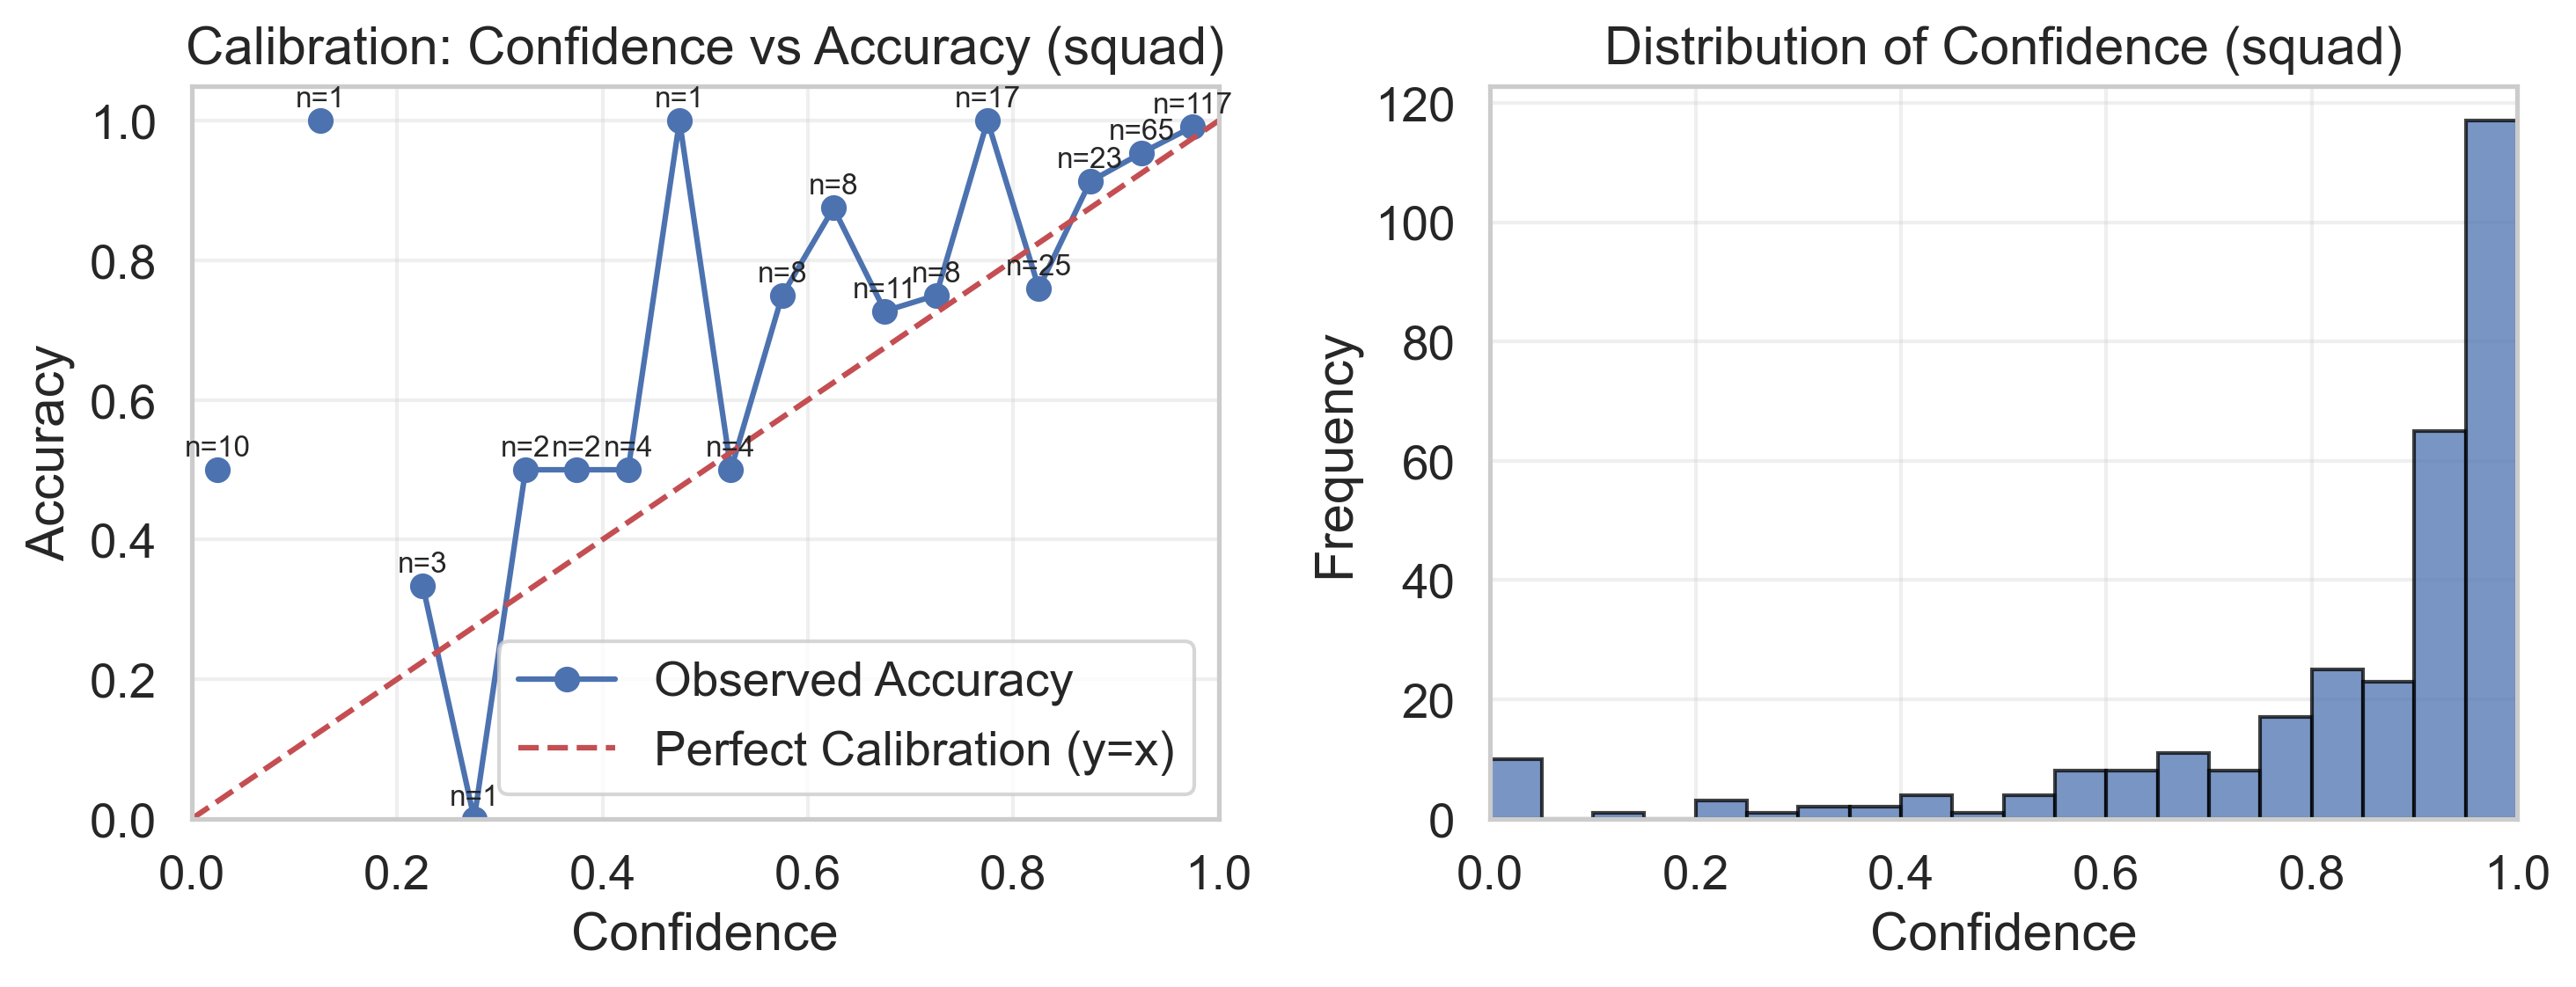 Calibration: Confidence vs Accuracy (squad)
Accuracy
1.0
0.8
0.6
0.4
0.2
0.0
n=10
n=1
n=3
n=1
n=2
n=2
n=4
n=1
n=4
n=8
n=8
n=11
n=8
n=17
n=25
n=23
n=65
n=117
Observed Accuracy
Perfect Calibration (y=x)
0.0 0.2 0.4 0.6 0.8 1.0
Confidence
Distribution of Confidence (squad)
Frequency
120
100
80
60
40
20
0
0.0 0.2 0.4 0.6 0.8 1.0
Confidence